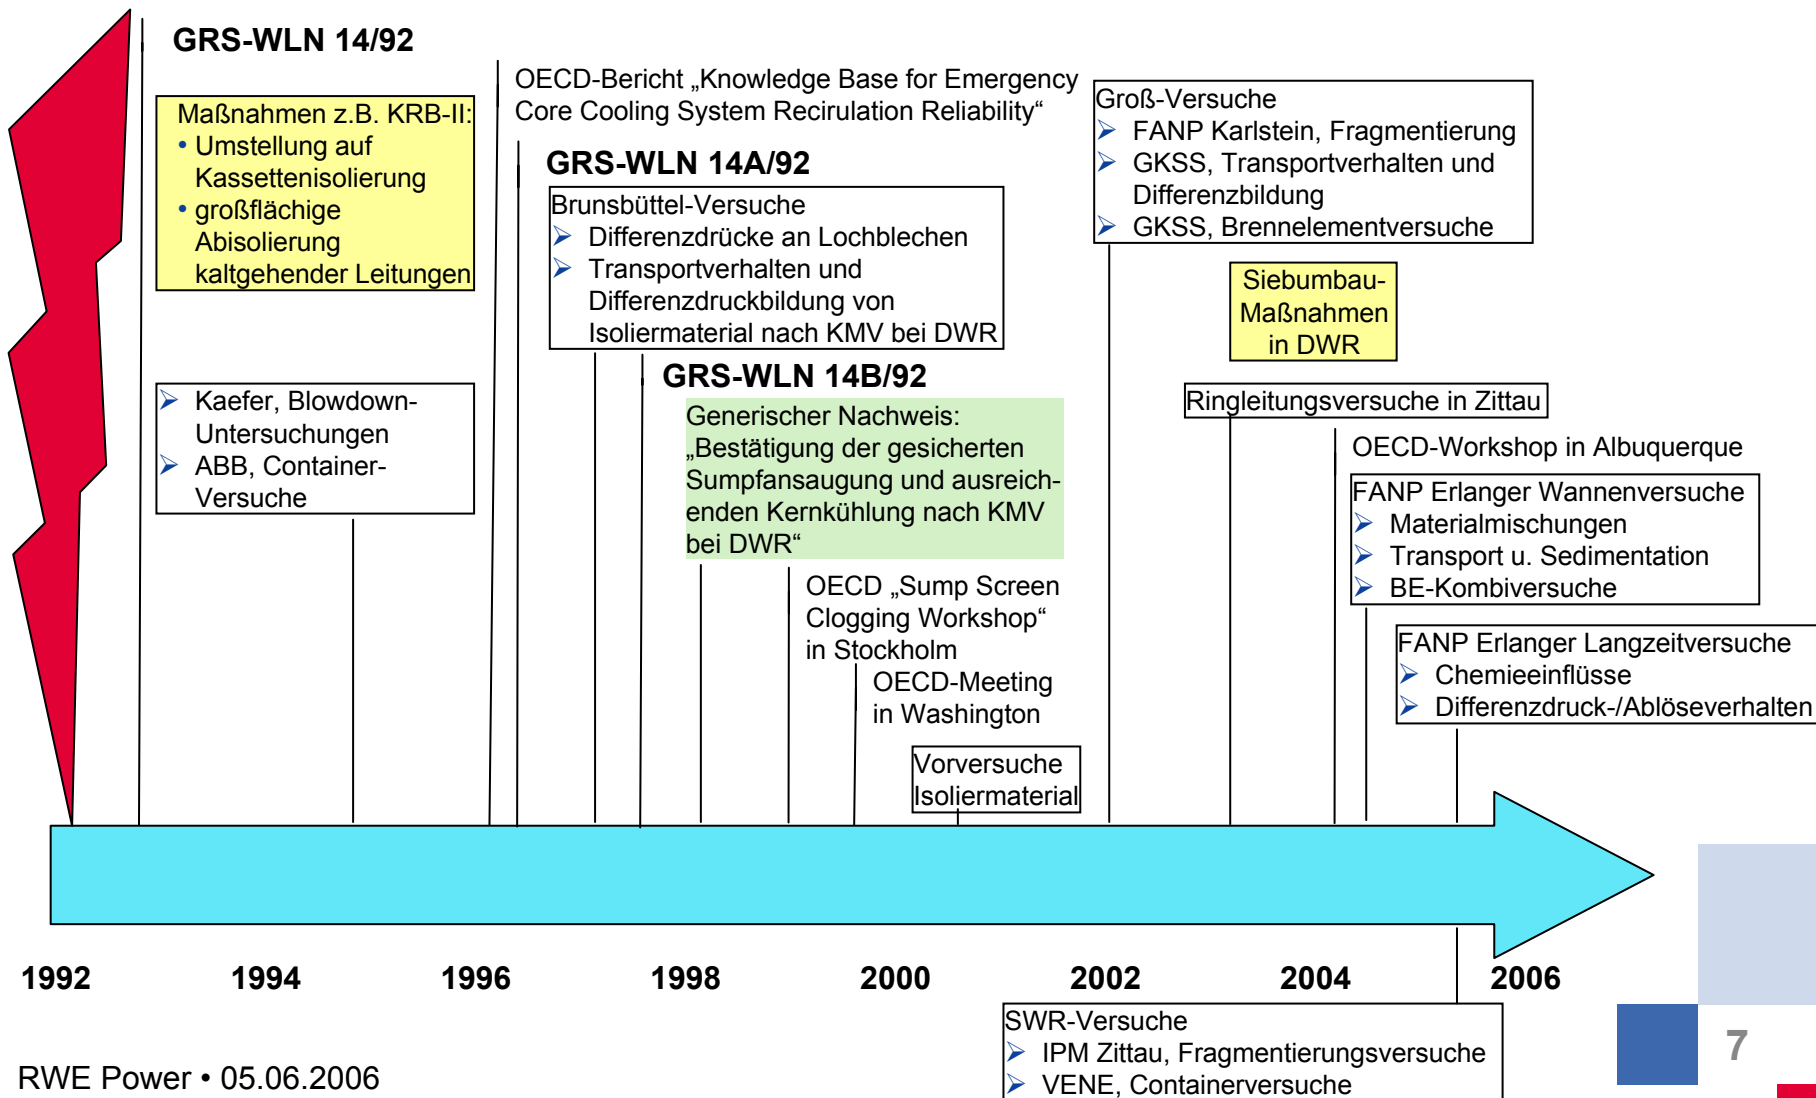 GRS-WLN 14/92
Maßnahmen z.B. KRB-II:
• Umstellung auf
Kassettenisolierung
• großflächige
Abisolierung
kaltgehender Leitungen
Kaefer, Blowdown-
Untersuchungen
ABB, Container-
Versuche
OECD-Bericht „Knowledge Base for Emergency
Core Cooling System Recirulation Reliability“
GRS-WLN 14A/92
Brunsbüttel-Versuche
Differenzdrücke an Lochblechen
Transportverhalten und
Differenzdruckbildung von
Isoliermaterial nach KMV bei DWR
GRS-WLN 14B/92
Generischer Nachweis:
„Bestätigung der gesicherten
Sumpfansaugung und ausreich-
enden Kernkühlung nach KMV
bei DWR“
OECD „Sump Screen
Clogging Workshop“
in Stockholm
OECD-Meeting
in Washington
Vorversuche
Isoliermaterial
Groß-Versuche
FANP Karlstein, Fragmentierung
GKSS, Transportverhalten und
Differenzbildung
GKSS, Brennelementversuche
Siebumbau-
Maßnahmen
in DWR
Ringleitungsversuche in Zittau
OECD-Workshop in Albuquerque
FANP Erlanger Wannenversuche
Materialmischungen
Transport u. Sedimentation
BE-Kombiversuche
FANP Erlanger Langzeitversuche
Chemieeinflüsse
Differenzdruck-/Ablöseverhalten
1992 1994 1996 1998 2000 2002 2004 2006
SWR-Versuche
IPM Zittau, Fragmentierungsversuche
VENE, Containerversuche
RWE Power • 05.06.2006
7